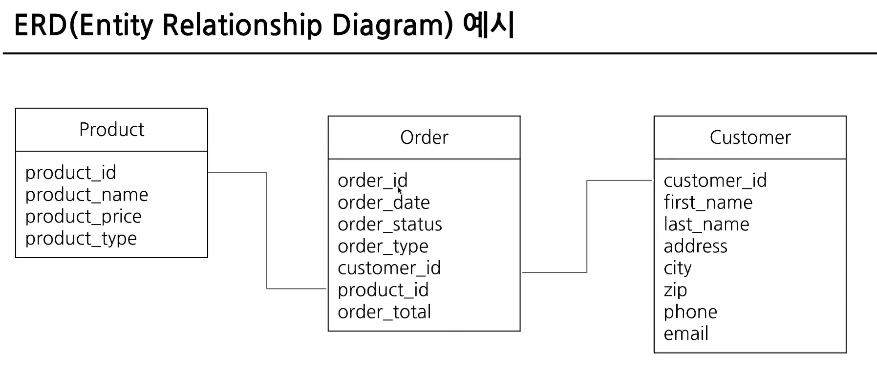 ERD(Entity Relationship Diagram) 예시
Product
product_id
product_name
product_price
product_type
Order
order_id
order_date
order_status
order_type
customer_id
product_id
order_total
Customer
customer_id
first_name
last_name
address
city
zip
phone
email